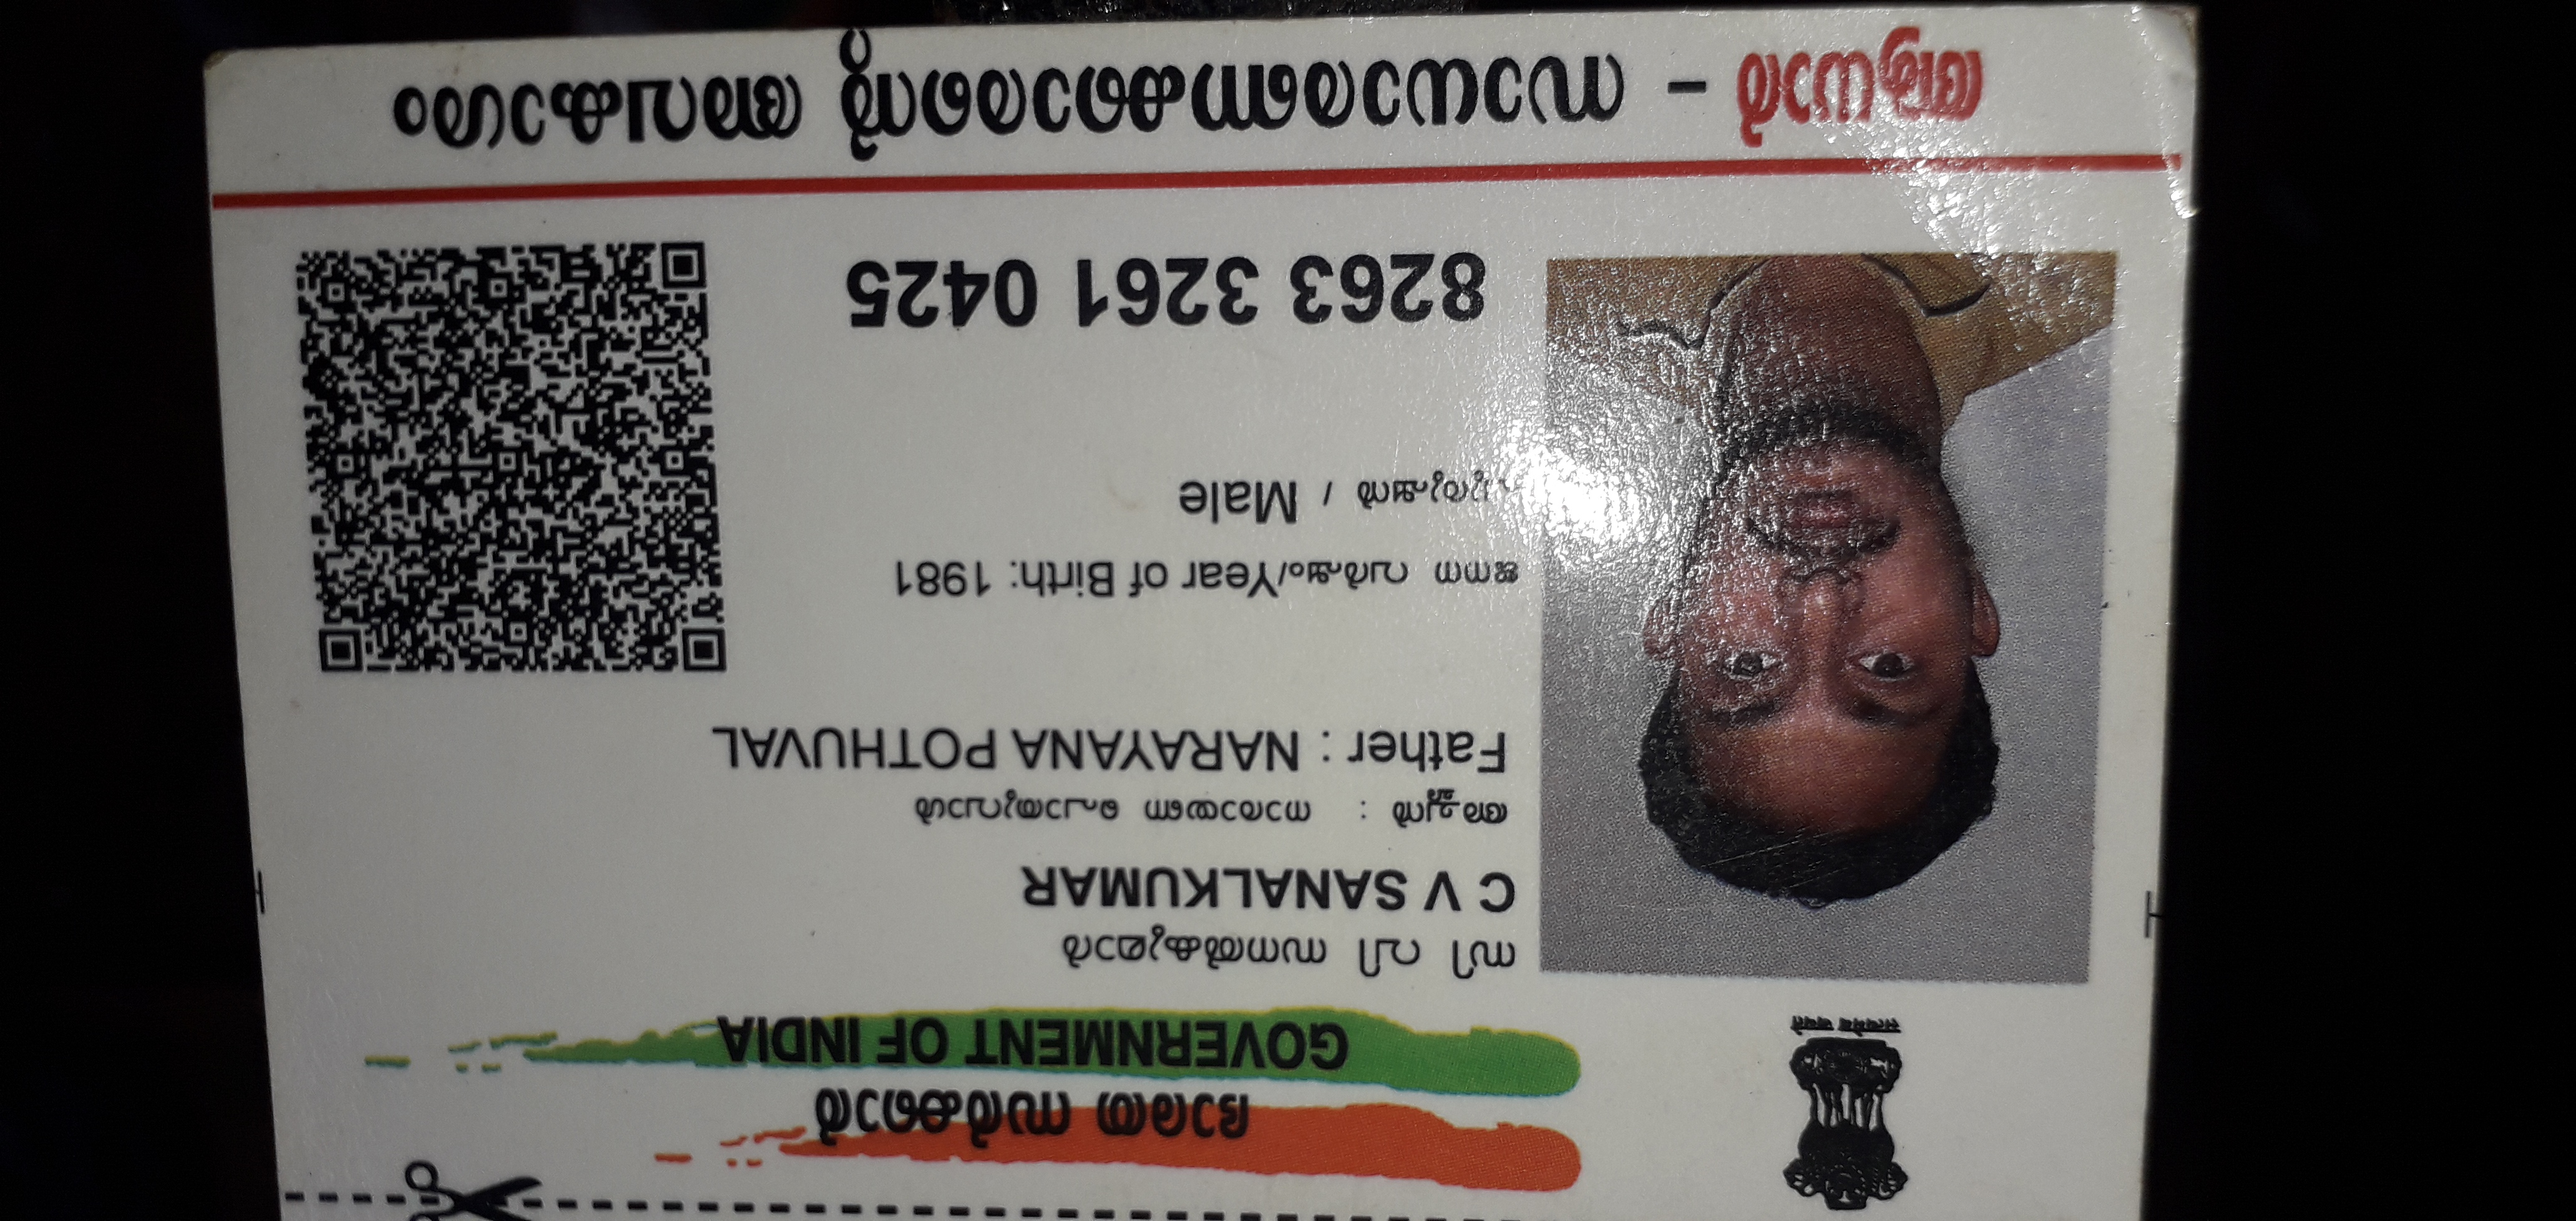 ഭാരത സർക്കാർ
GOVERNMENT OF INDIA
सत्यमेव जयते
സി വി സനൽകുമാർ
C V SANALKUMAR
അച്ഛൻ : നാരായണ പൊതുവാൾ
Father : NARAYANA POTHUVAL
ജനന വർഷം/Year of Birth: 1981
പുരുഷൻ / Male
8263 3261 0425
ആധാർ – സാധാരണക്കാരന്റെ അവകാശം